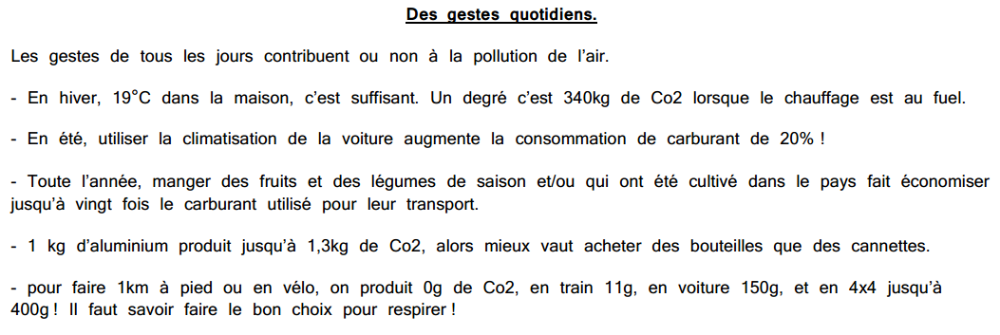 Des gestes quotidiens.
Les gestes de tous les jours contribuent ou non à la pollution de l’air.
- En hiver, 19°C dans la maison, c’est suffisant. Un degré c’est 340kg de Co2 lorsque le chauffage est au fuel.
- En été, utiliser la climatisation de la voiture augmente la consommation de carburant de 20% !
- Toute l’année, manger des fruits et des légumes de saison et/ou qui ont été cultivé dans le pays fait économiser
jusqu’à vingt fois le carburant utilisé pour leur transport.
- 1 kg d’aluminium produit jusqu’à 1,3kg de Co2, alors mieux vaut acheter des bouteilles que des cannettes.
- pour faire 1km à pied ou en vélo, on produit 0g de Co2, en train 11g, en voiture 150g, et en 4x4 jusqu’à
400g ! Il faut savoir faire le bon choix pour respirer !